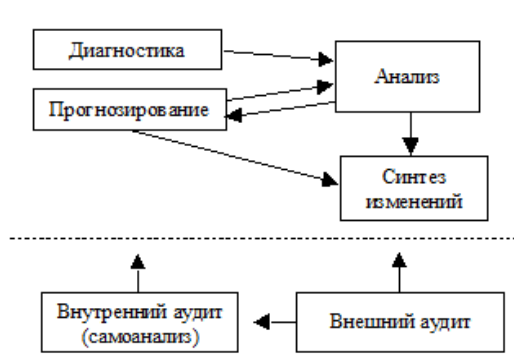 Диагностика
Анализ
Прогнозирование
Синтез
изменений
Внутренний аудит
(самоанализ)
Внешний аудит